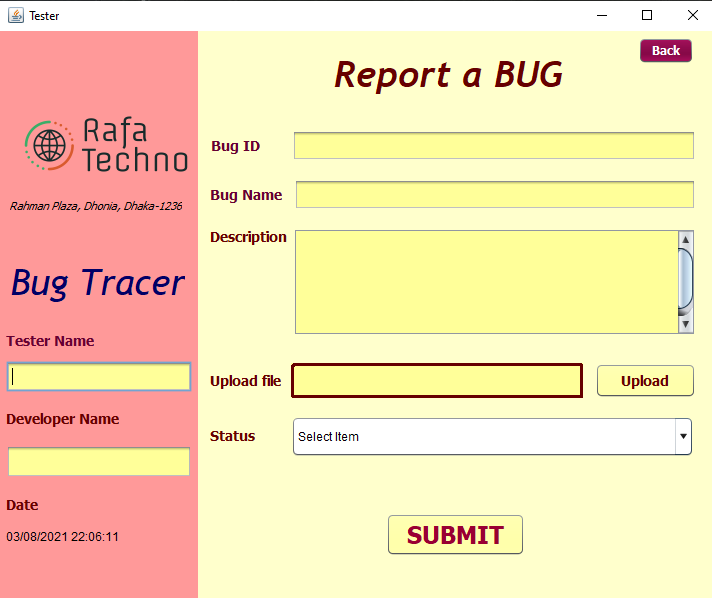 Tester
Rafa
Techno
Rahman Plaza, Dhonia, Dhaka-1236
Bug Tracer
Tester Name
Developer Name
Date
03/08/2021 22:06:11
Back
Report a BUG
Bug ID
Bug Name
Description
Upload file
Upload
Status
Select Item
SUBMIT